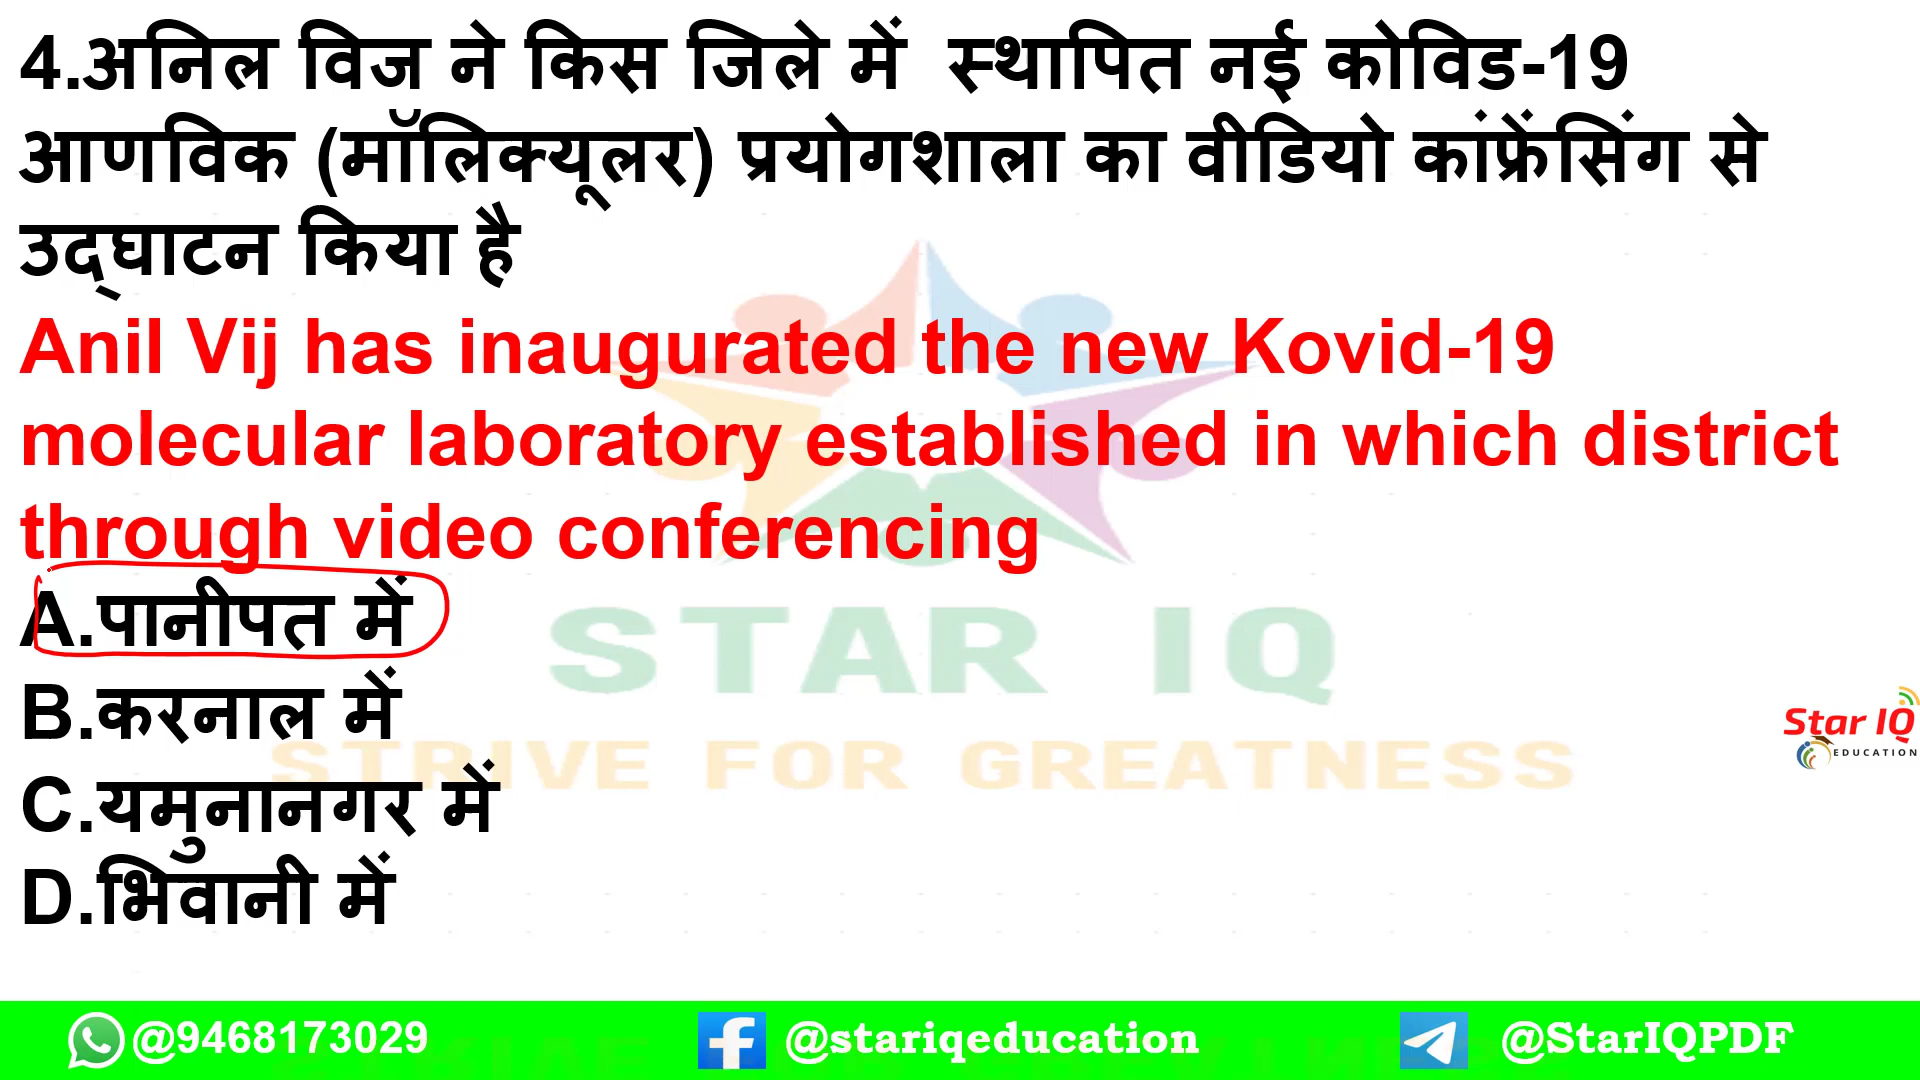 4.अनिल विज ने किस जिले में स्थापित नई कोविड-19
आणविक (मॉलिक्यूलर) प्रयोगशाला का वीडियो कांफ्रेंसिंग से
उद्घाटन किया है
Anil Vij has inaugurated the new Kovid-19
molecular laboratory established in which district
through video conferencing
A.पानीपत में
STAR IQ
B.करनाल में
Star IQ
EDUCATION
STRIVE FOR GREATNESS
C.यमुनानगर में
D.भिवानी में
@9468173029 @stariqeducation @StarIQPDF